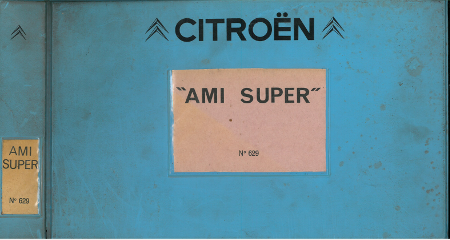 CITROËN
"AMI SUPER"
N° 629
AMI
SUPER
N° 629